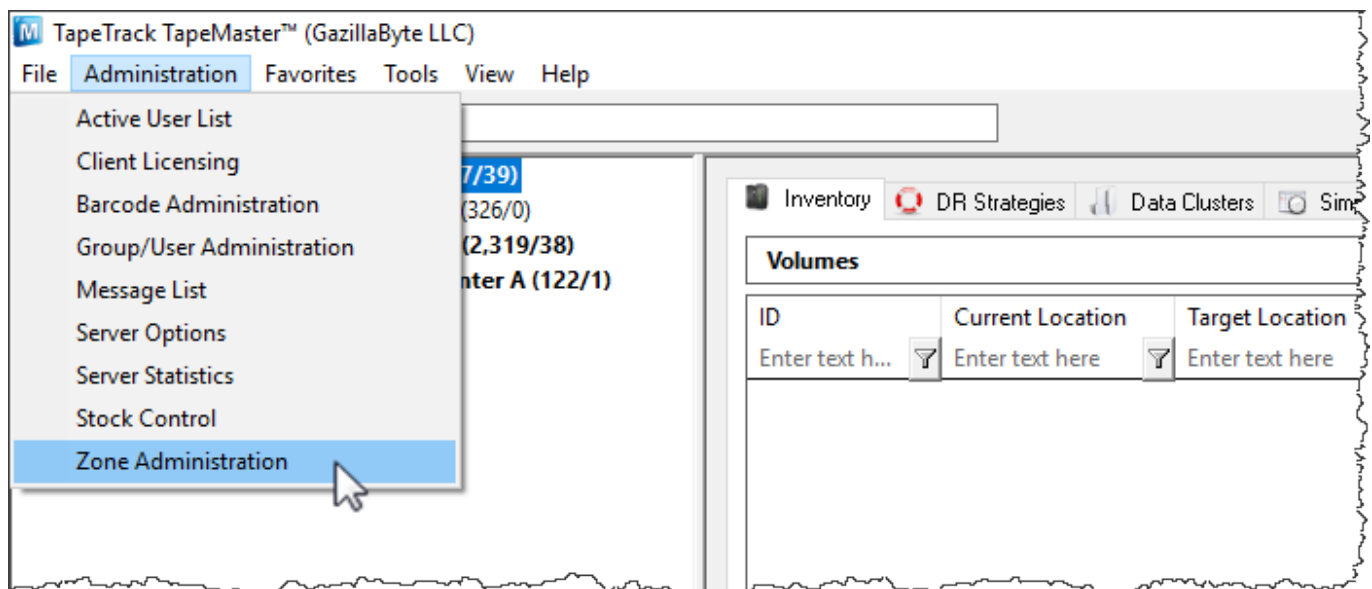 TapeTrack TapeMaster™ (GazillaByte LLC)
File Administration Favorites Tools View Help
Active User List
Client Licensing
Barcode Administration
Group/User Administration
Message List
Server Options
Server Statistics
Stock Control
Zone Administration
7/39)
(326/0)
(2,319/38)
nter A (122/1)
Inventory DR Strategies Data Clusters Sim
Volumes
ID Current Location Target Location
Enter text h... Enter text here Enter text here